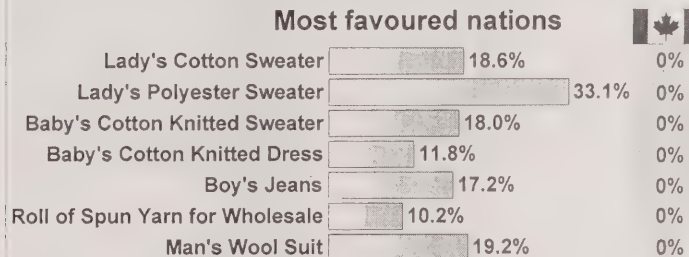 Most favoured nations
Lady's Cotton Sweater 18.6% 0%
Lady's Polyester Sweater 33.1% 0%
Baby's Cotton Knitted Sweater 18.0% 0%
Baby's Cotton Knitted Dress 11.8% 0%
Boy's Jeans 17.2% 0%
Roll of Spun Yarn for Wholesale 10.2% 0%
Man's Wool Suit 19.2% 0%